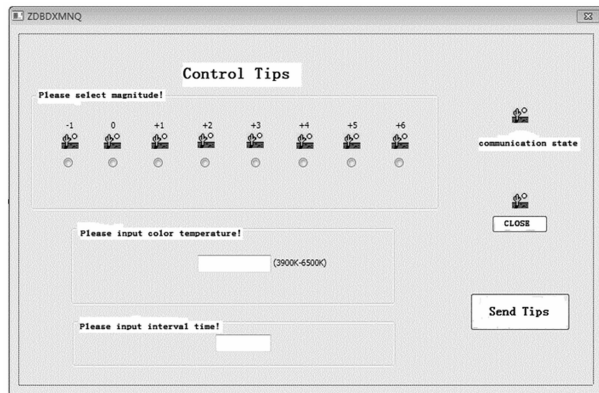 ZDBDXMNQ
Control Tips
Please select magnitude!
-1 0 +1 +2 +3 +4 +5 +6
communication state
CLOSE
Please input color temperature!
(3900K-6500K)
Send Tips
Please input interval time!